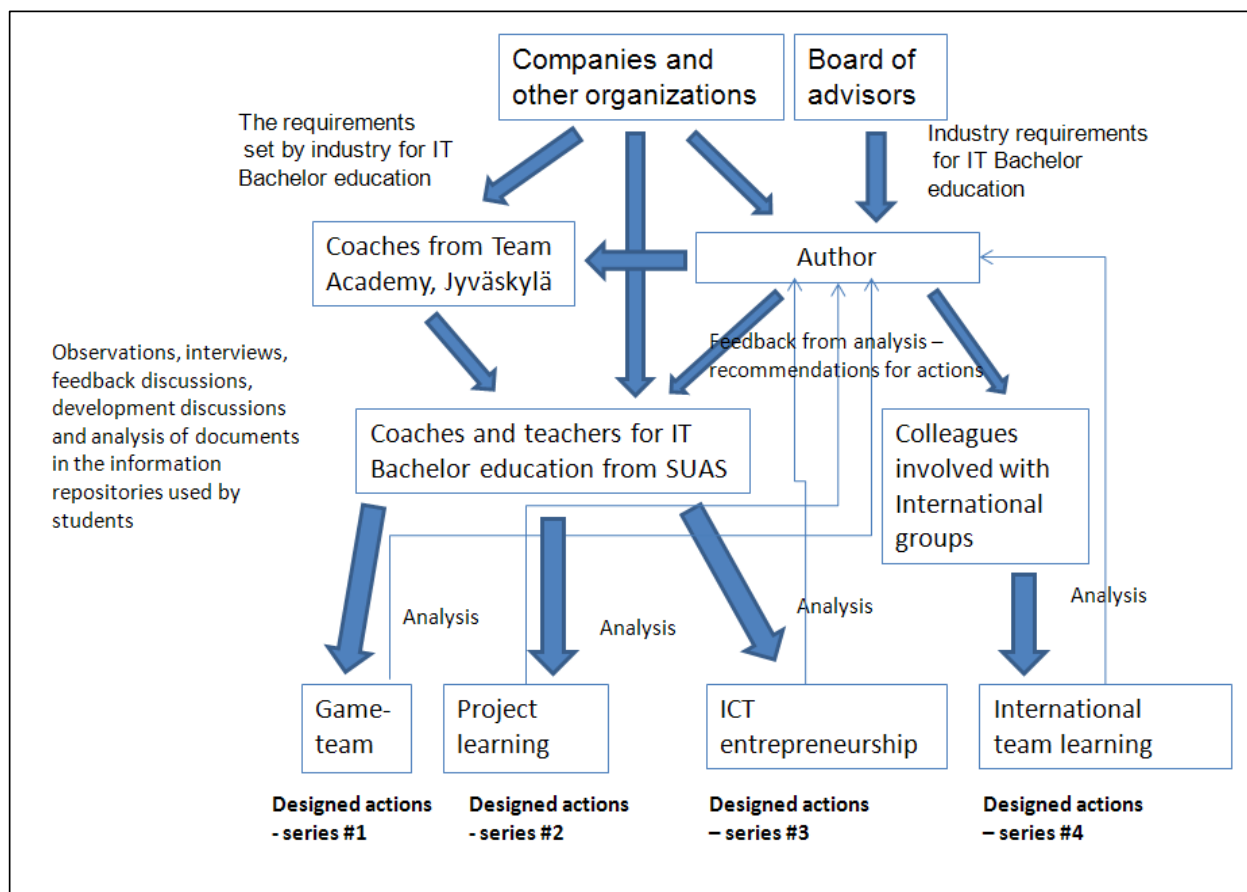 Companies and
other organizations
Board of
advisors
The requirements
set by industry for IT
Bachelor education
Industry requirements
for IT Bachelor
education
Coaches from Team
Academy, Jyväskylä
Author
Observations, interviews,
feedback discussions,
development discussions
and analysis of documents
in the information
repositories used by
students
Feedback from analysis –
recommendations for actions
Coaches and teachers for IT
Bachelor education from SUAS
Colleagues
involved with
International
groups
Analysis
Analysis
Analysis
Analysis
Game-
team
Project
learning
ICT
entrepreneurship
International
team learning
Designed actions
- series #1
Designed actions
- series #2
Designed actions
– series #3
Designed actions
– series #4